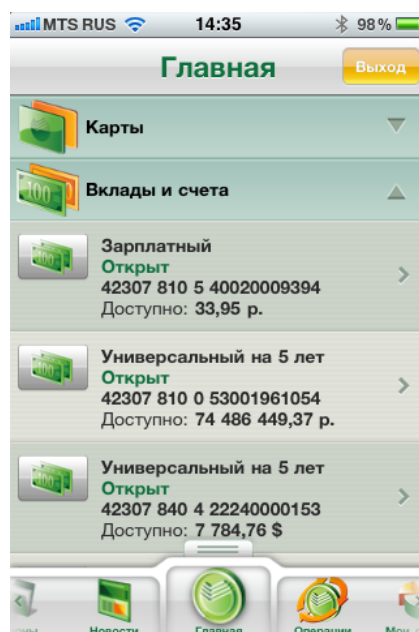 MTS RUS 14:35 98 %
Главная Выход
Карты
Вклады и счета
Зарплатный
Открыт
42307 810 5 40020009394
Доступно: 33,95 р.
Универсальный на 5 лет
Открыт
42307 810 0 53001961054
Доступно: 74 486 449,37 р.
Универсальный на 5 лет
Открыт
42307 840 4 22240000153
Доступно: 7 784,76 $
Новости Главная Операции